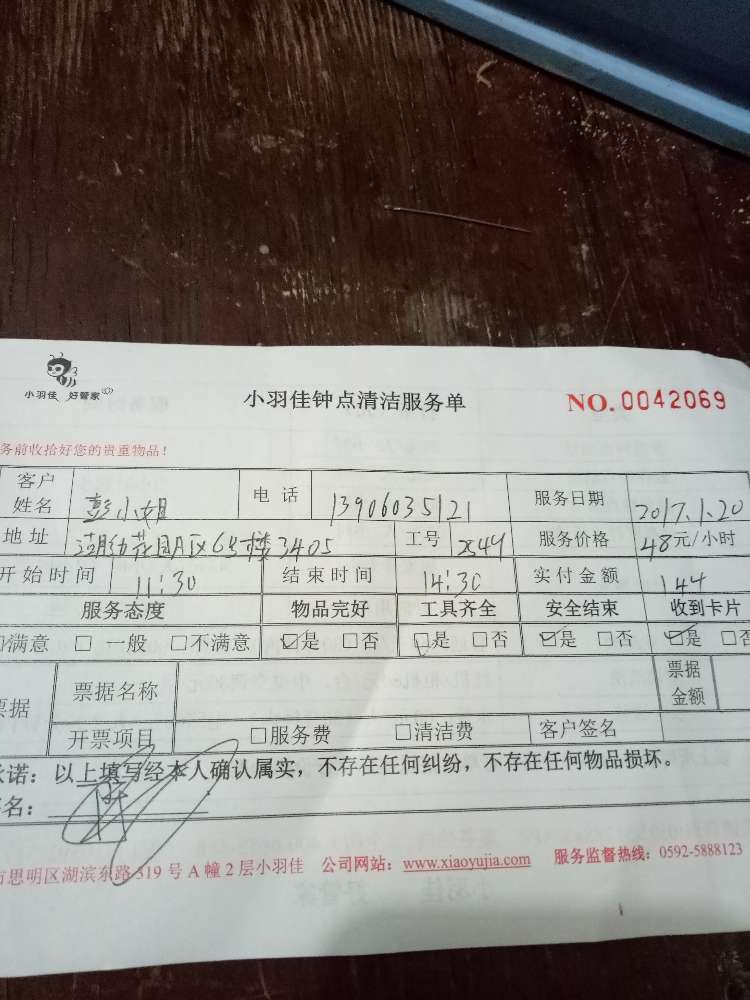 小羽佳 好管家
小羽佳钟点清洁服务单
NO. 0042069
务前收拾好您的贵重物品！
客户姓名 彭小姐 电话 13906035121 服务日期 2017.1.20
地址 花园 区6号楼3405 工号 2544 服务价格 48元/小时
开始时间 11:30 结束时间 14:30 实付金额 144
服务态度 物品完好 工具齐全 安全结束 收到卡片
满意 □ 一般 □不满意 ☑是 □否 ☑是 □否 ☑是 □否 ☑是 □否
票据 票据名称 票据金额
开票项目 □服务费 □清洁费 客户签名
承诺：以上填写经本人确认属实，不存在任何纠纷，不存在任何物品损坏。
名：
市思明区湖滨东路319号A幢2层小羽佳 公司网站：www.xiaoyujia.com 服务监督热线：0592-5888123